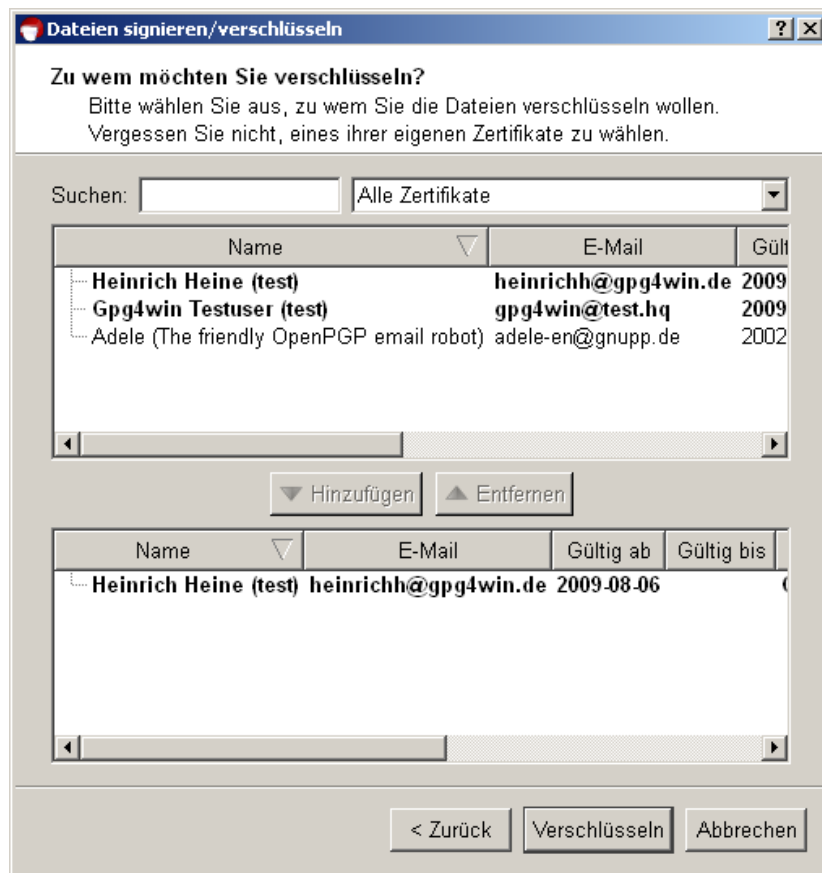 Dateien signieren/verschlüsseln
Zu wem möchten Sie verschlüsseln?
Bitte wählen Sie aus, zu wem Sie die Dateien verschlüsseln wollen.
Vergessen Sie nicht, eines ihrer eigenen Zertifikate zu wählen.
Suchen: Alle Zertifikate
Name E-Mail Gült
Heinrich Heine (test) heinrichh@gpg4win.de 2009
Gpg4win Testuser (test) gpg4win@test.hq 2009
Adele (The friendly OpenPGP email robot) adele-en@gnupp.de 2002
Hinzufügen Entfernen
Name E-Mail Gültig ab Gültig bis
Heinrich Heine (test) heinrichh@gpg4win.de 2009-08-06
< Zurück Verschlüsseln Abbrechen